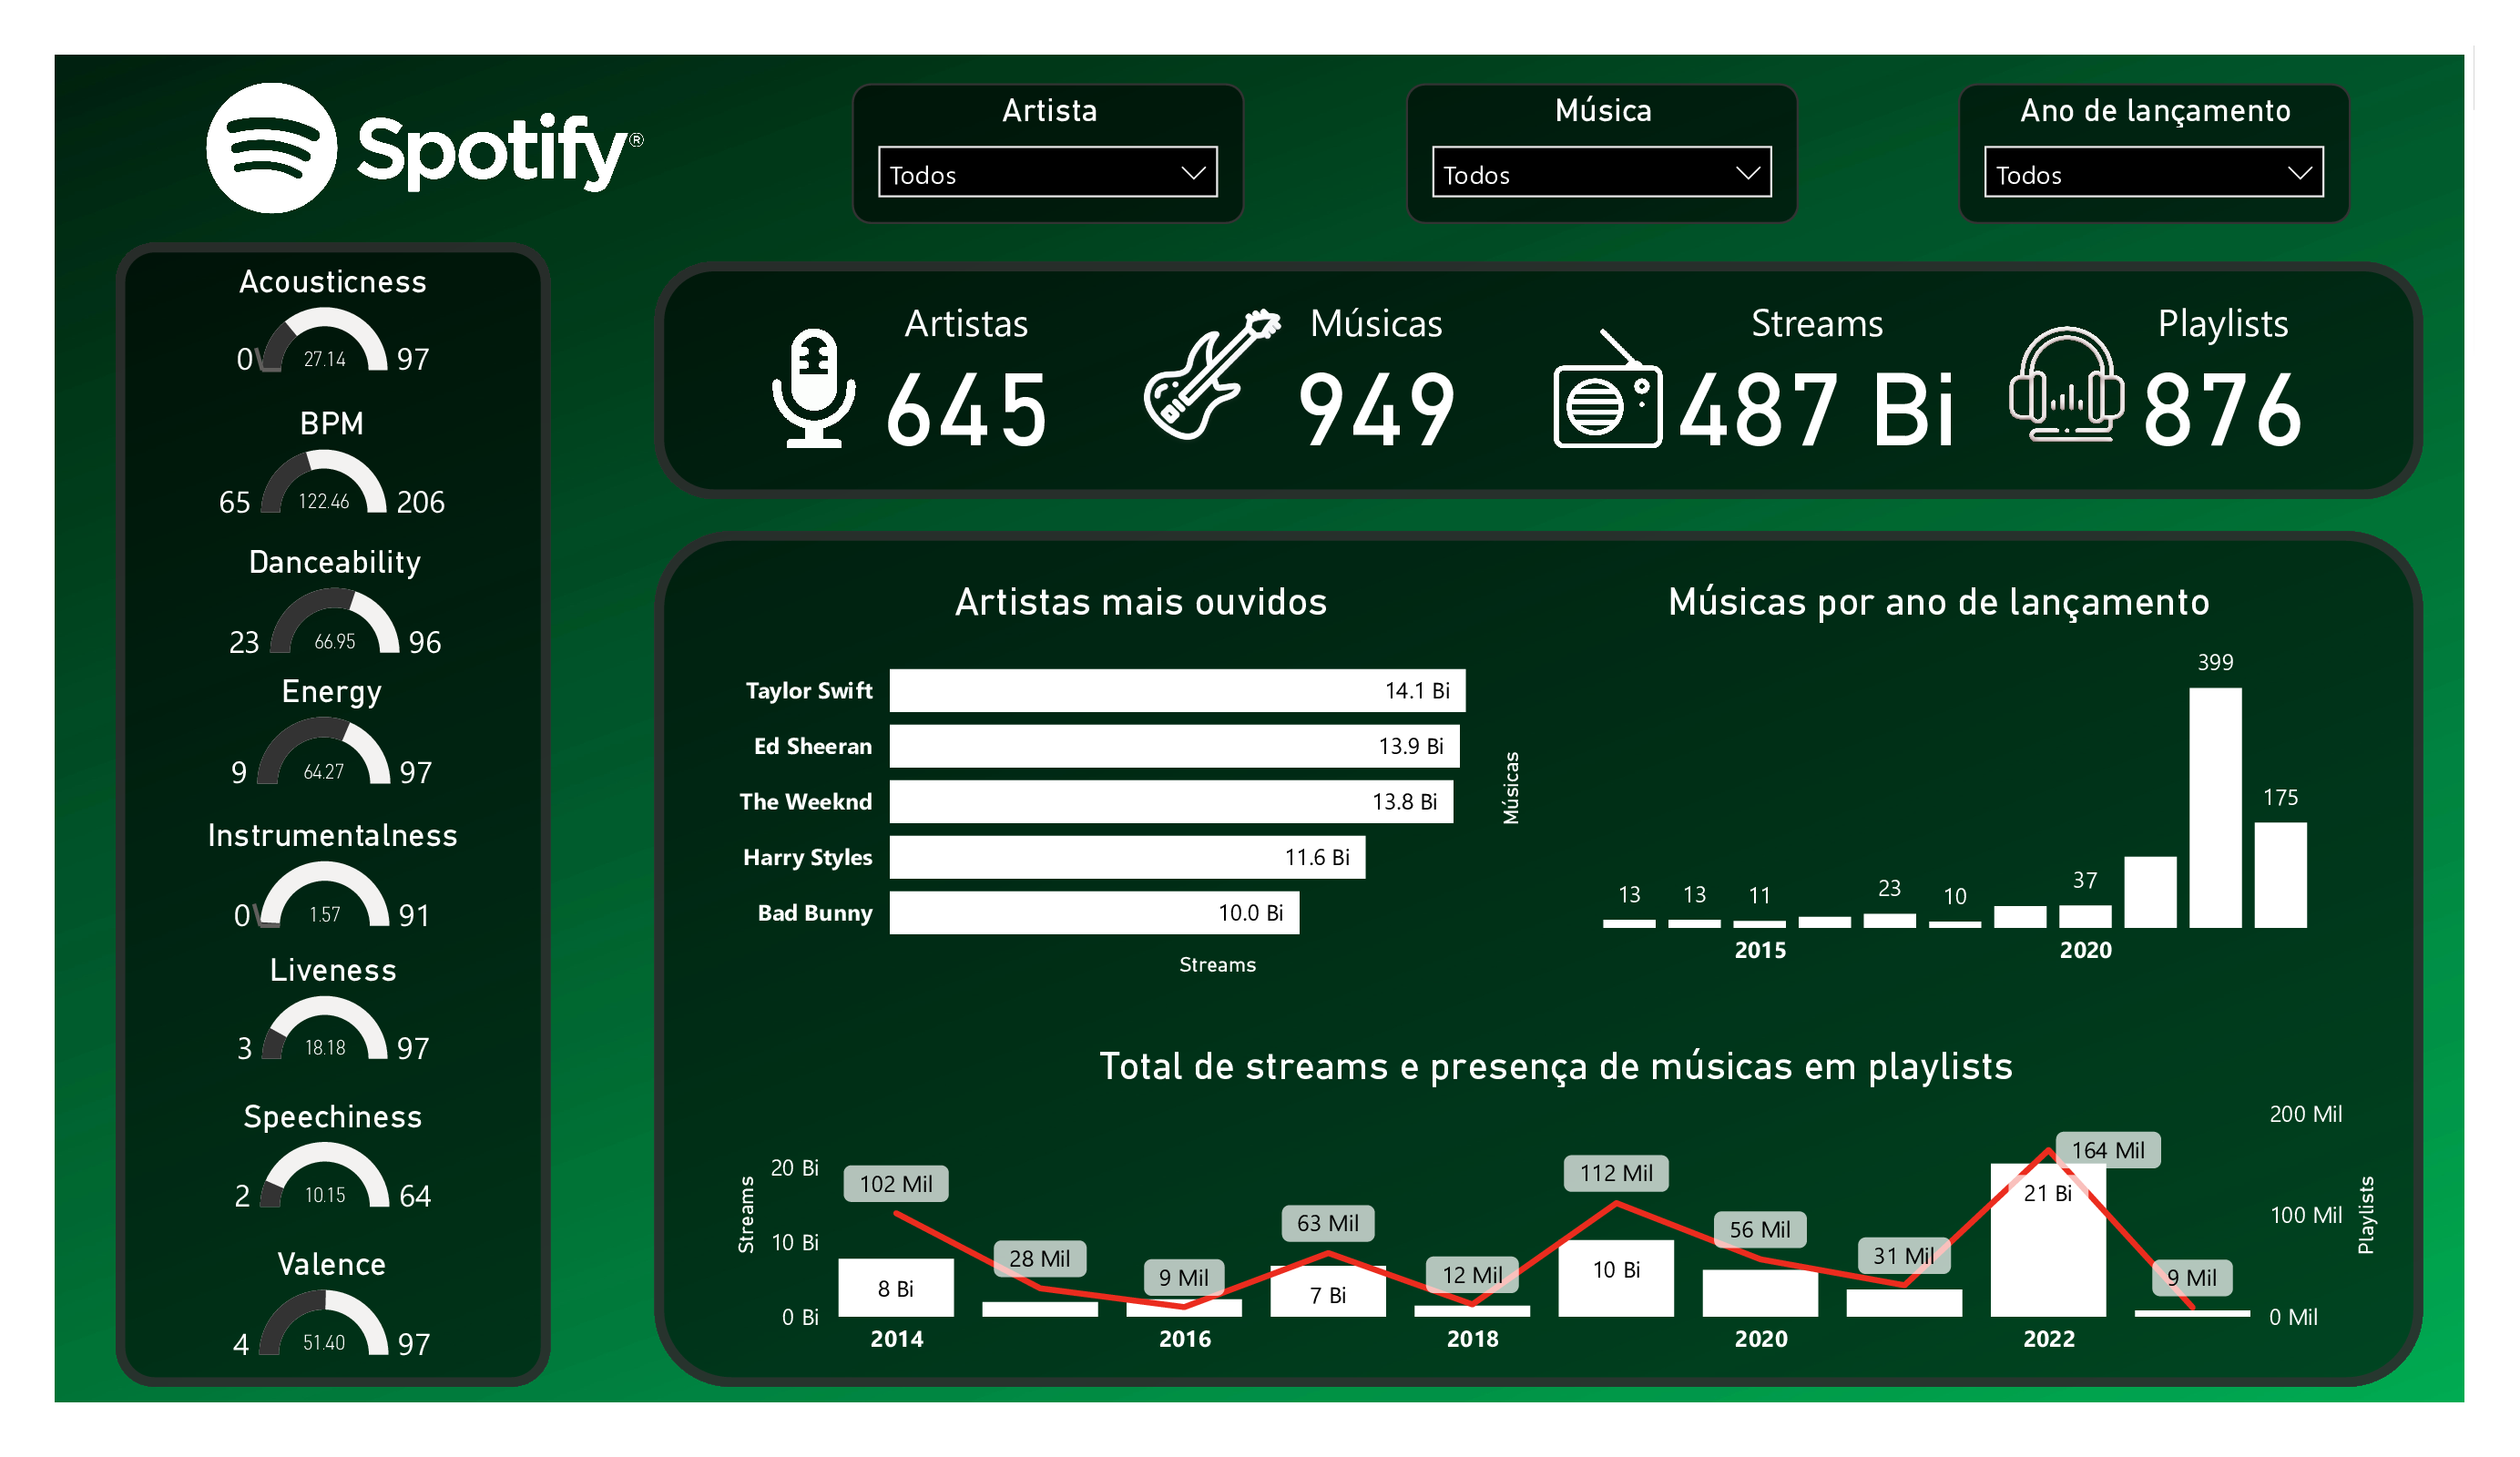 Spotify®
Artista
Todos
Música
Todos
Ano de lançamento
Todos
Acousticness
0 27.14 97
BPM
65 122.46 206
Danceability
23 66.95 96
Energy
9 64.27 97
Instrumentalness
0 1.57 91
Liveness
3 18.18 97
Speechiness
2 10.15 64
Valence
4 51.40 97
Artistas
645
Músicas
949
Streams
487 Bi
Playlists
876
Artistas mais ouvidos
Taylor Swift 14.1 Bi
Ed Sheeran 13.9 Bi
The Weeknd 13.8 Bi
Harry Styles 11.6 Bi
Bad Bunny 10.0 Bi
Streams
Músicas por ano de lançamento
Músicas
13 13 11 23 10 37 399 175
2015 2020
Total de streams e presença de músicas em playlists
Streams
20 Bi
10 Bi
0 Bi
102 Mil 28 Mil 9 Mil 63 Mil 12 Mil 112 Mil 56 Mil 31 Mil 164 Mil 9 Mil
8 Bi 7 Bi 10 Bi 21 Bi
2014 2016 2018 2020 2022
200 Mil
100 Mil
0 Mil
Playlists